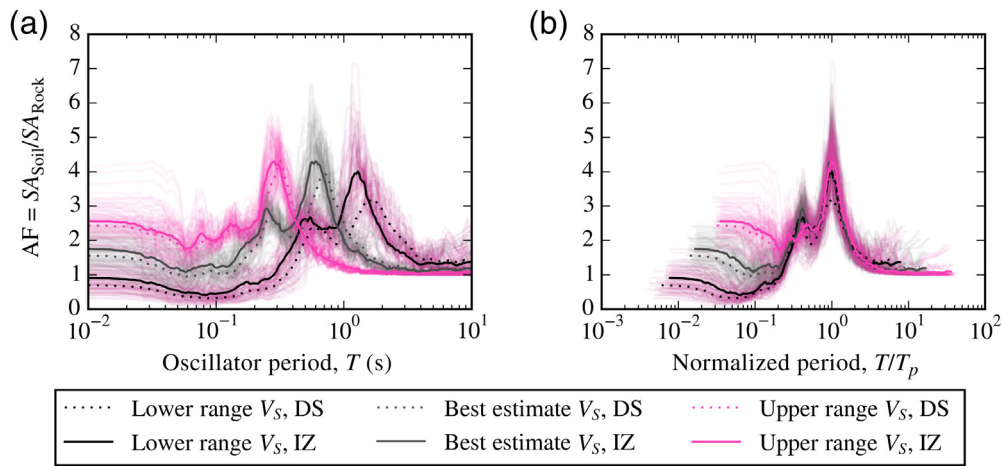 (a)
(b)
AF = SA_Soil/SA_Rock
8
7
6
5
4
3
2
1
0
10^-2 10^-1 10^0 10^1
Oscillator period, T (s)
8
7
6
5
4
3
2
1
0
10^-3 10^-2 10^-1 10^0 10^1 10^2
Normalized period, T/T_p
Lower range V_S, DS Best estimate V_S, DS Upper range V_S, DS
Lower range V_S, IZ Best estimate V_S, IZ Upper range V_S, IZ